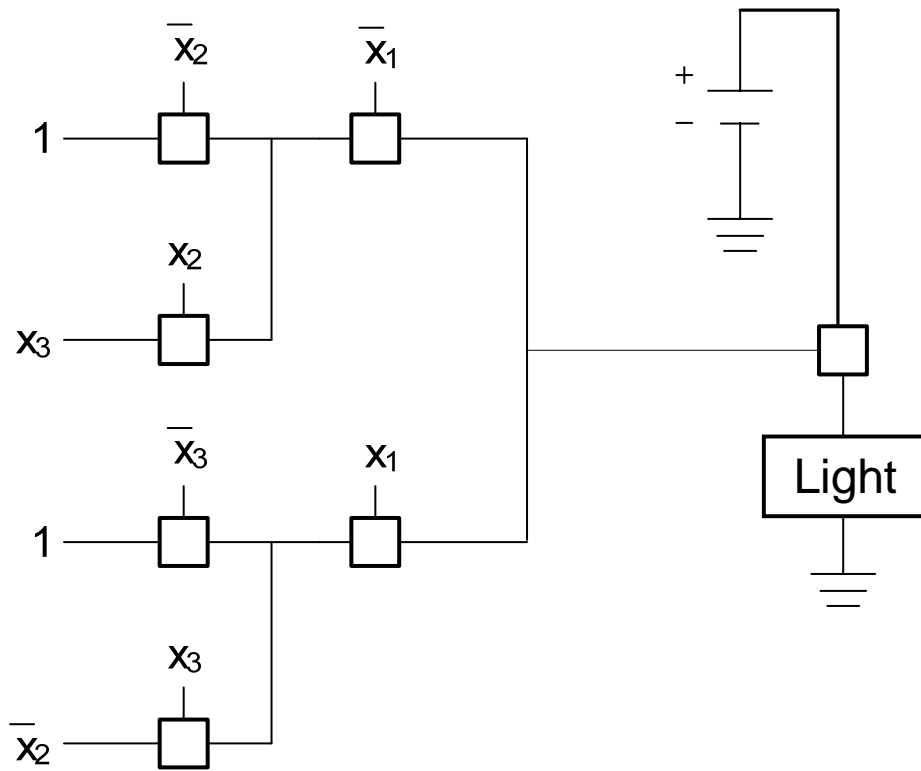 x̅₂
x̅₁
+
1
−
x₂
x₃
x̅₃
x₁
Light
1
x₃
x̅₂